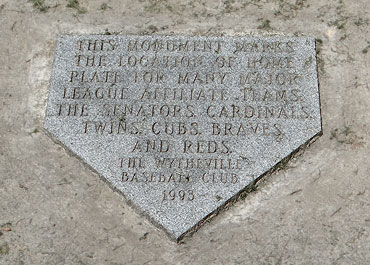 THIS MONUMENT MARKS
THE LOCATION OF HOME
PLATE FOR MANY MAJOR
LEAGUE AFFILIATE TEAMS.
THE SENATORS, CARDINALS,
TWINS, CUBS, BRAVES,
AND REDS.
THE WYTHEVILLE
BASEBALL CLUB
1993